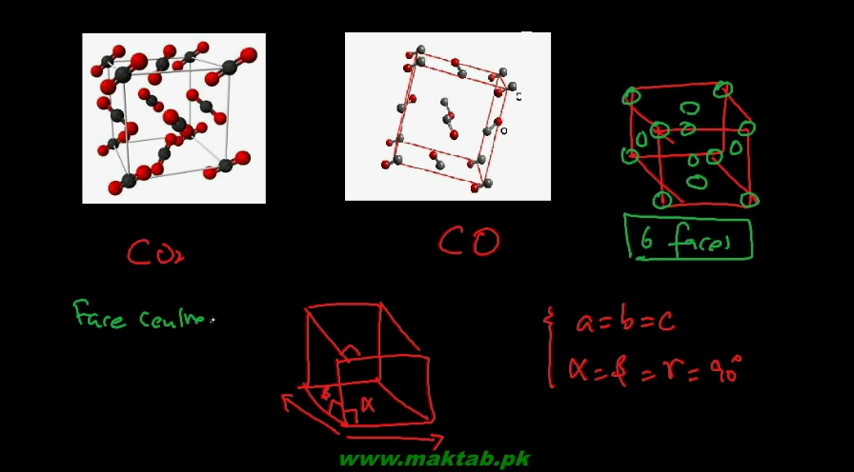 C
O
CO₂
CO
6 faces
Face centre
a=b=c
α=β=γ=90°
β
α
www.maktab.pk